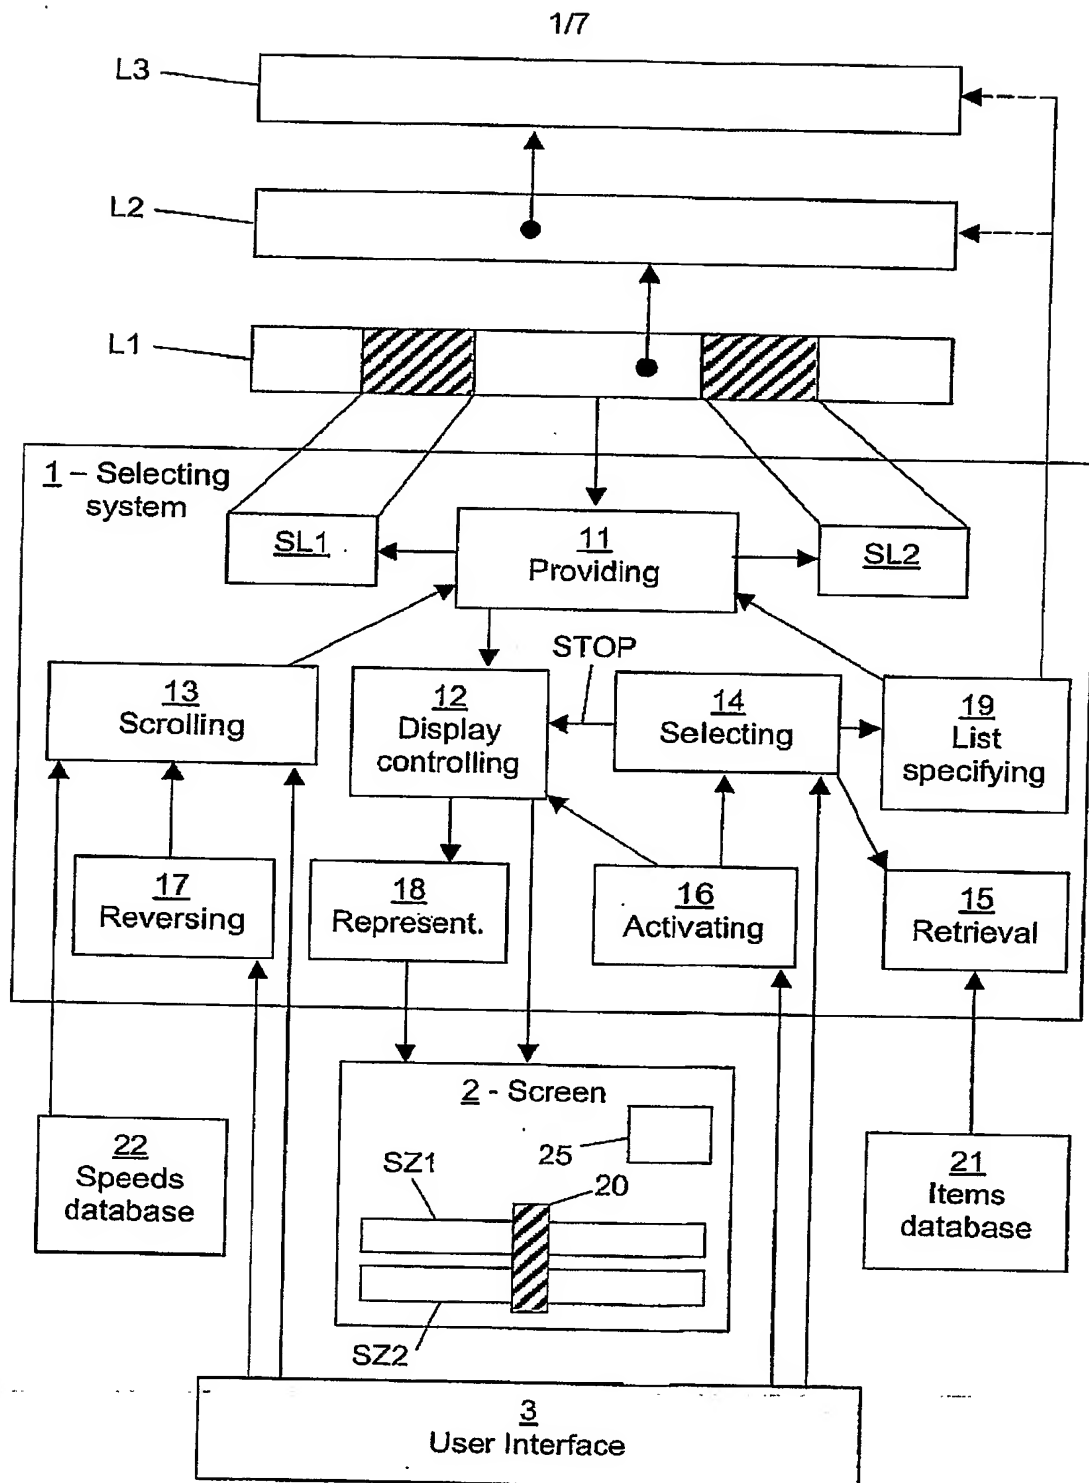 1/7
L3
L2
L1
1 – Selecting
system
SL1
11
Providing
SL2
STOP
13
Scrolling
12
Display
controlling
14
Selecting
19
List
specifying
17
Reversing
18
Represent.
16
Activating
15
Retrieval
2 - Screen
25
22
Speeds
database
SZ1
20
21
Items
database
SZ2
3
User Interface